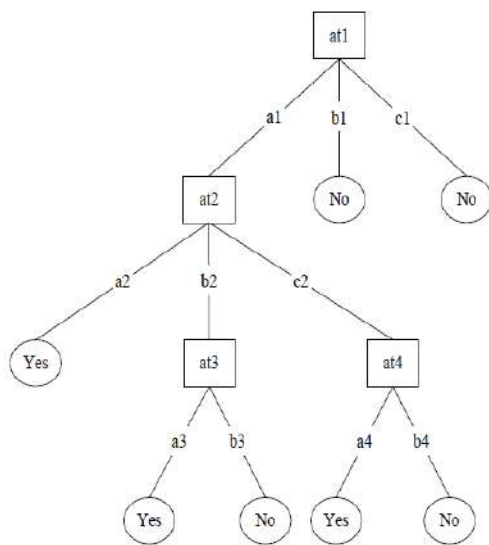 at1
a1 b1 c1
at2 No No
a2 b2 c2
Yes at3 at4
a3 b3 a4 b4
Yes No Yes No